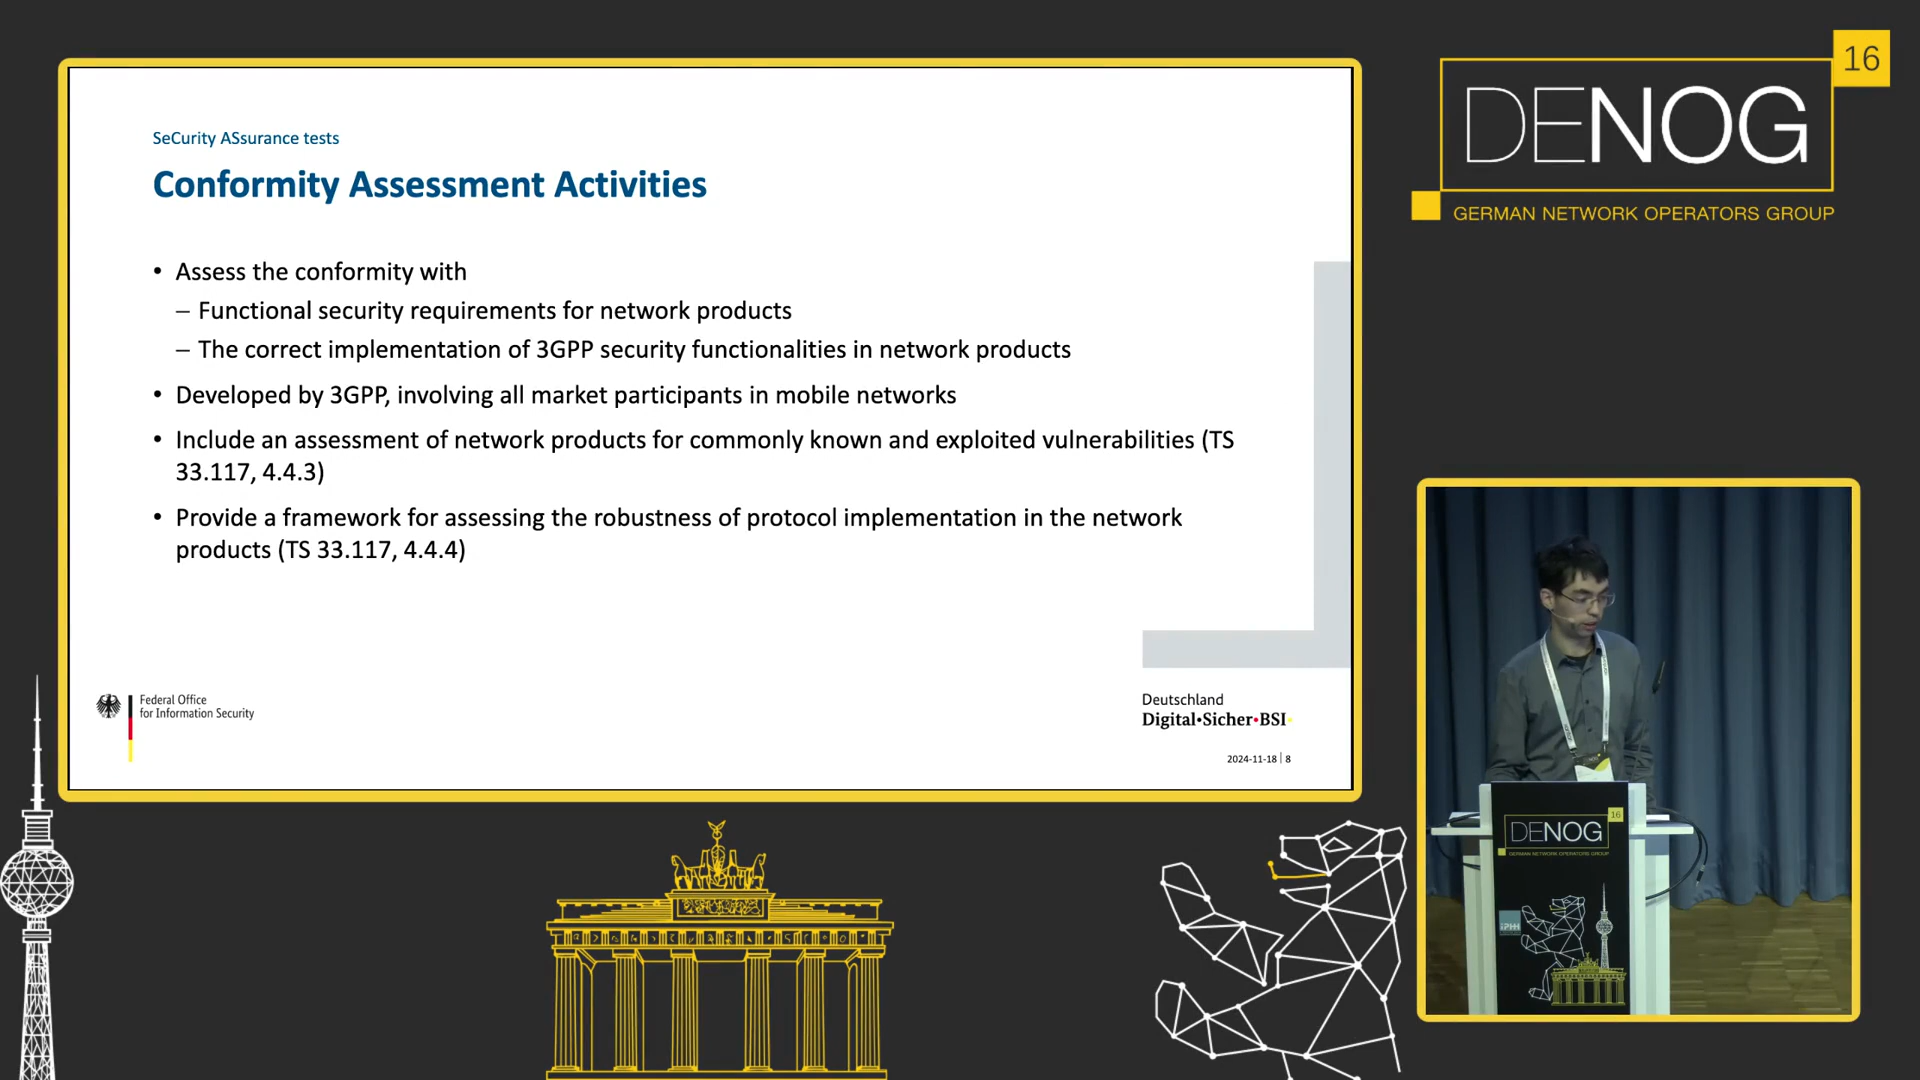 SeCurity ASsurance tests
Conformity Assessment Activities
• Assess the conformity with
– Functional security requirements for network products
– The correct implementation of 3GPP security functionalities in network products
• Developed by 3GPP, involving all market participants in mobile networks
• Include an assessment of network products for commonly known and exploited vulnerabilities (TS
33.117, 4.4.3)
• Provide a framework for assessing the robustness of protocol implementation in the network
products (TS 33.117, 4.4.4)
Federal Office
for Information Security
Deutschland
Digital•Sicher•BSI•
2024-11-18 | 8
16
DENOG
GERMAN NETWORK OPERATORS GROUP
16
DENOG
GERMAN NETWORK OPERATORS GROUP